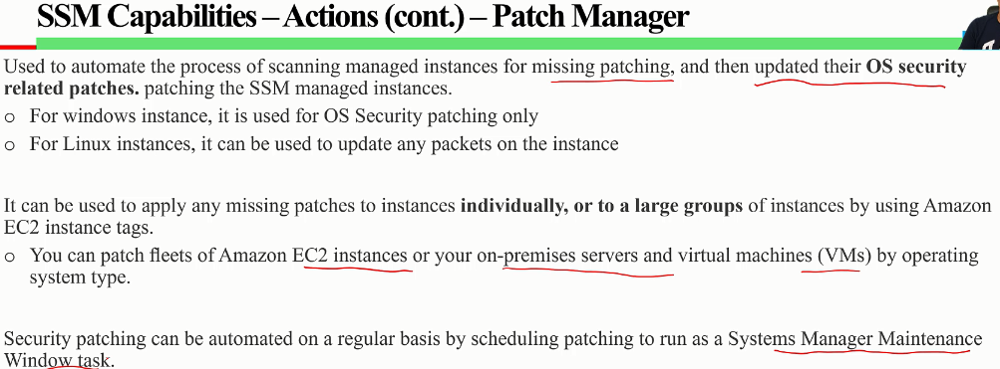 SSM Capabilities – Actions (cont.) – Patch Manager
Used to automate the process of scanning managed instances for missing patching, and then updated their OS security
related patches. patching the SSM managed instances.
o For windows instance, it is used for OS Security patching only
o For Linux instances, it can be used to update any packets on the instance
It can be used to apply any missing patches to instances individually, or to a large groups of instances by using Amazon
EC2 instance tags.
o You can patch fleets of Amazon EC2 instances or your on-premises servers and virtual machines (VMs) by operating
system type.
Security patching can be automated on a regular basis by scheduling patching to run as a Systems Manager Maintenance
Window task.